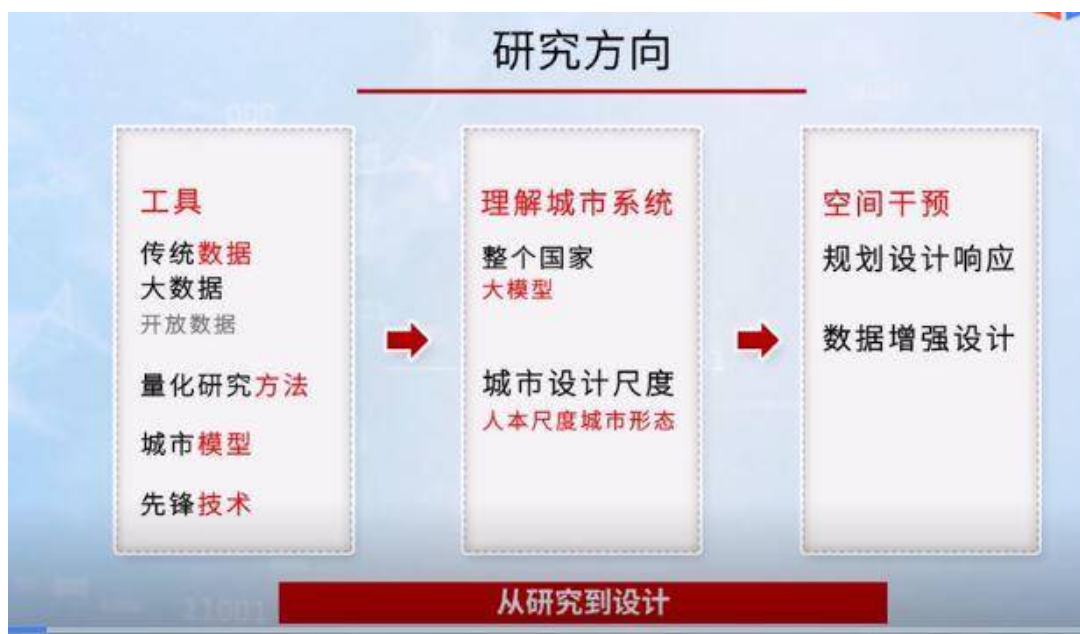 研究方向
工具
传统数据
大数据
开放数据
量化研究方法
城市模型
先锋技术
理解城市系统
整个国家
大模型
城市设计尺度
人本尺度城市形态
空间干预
规划设计响应
数据增强设计
从研究到设计